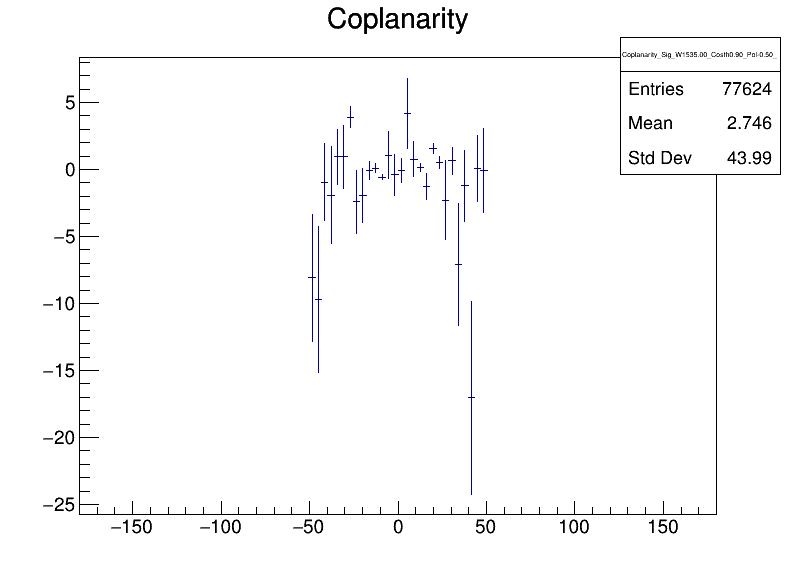 Coplanarity
Coplanarity_Sig_W1535.00_Costh0.90_Pol-0.50_
Entries 77624
Mean 2.746
Std Dev 43.99
5
0
−5
−10
−15
−20
−25
−150 −100 −50 0 50 100 150